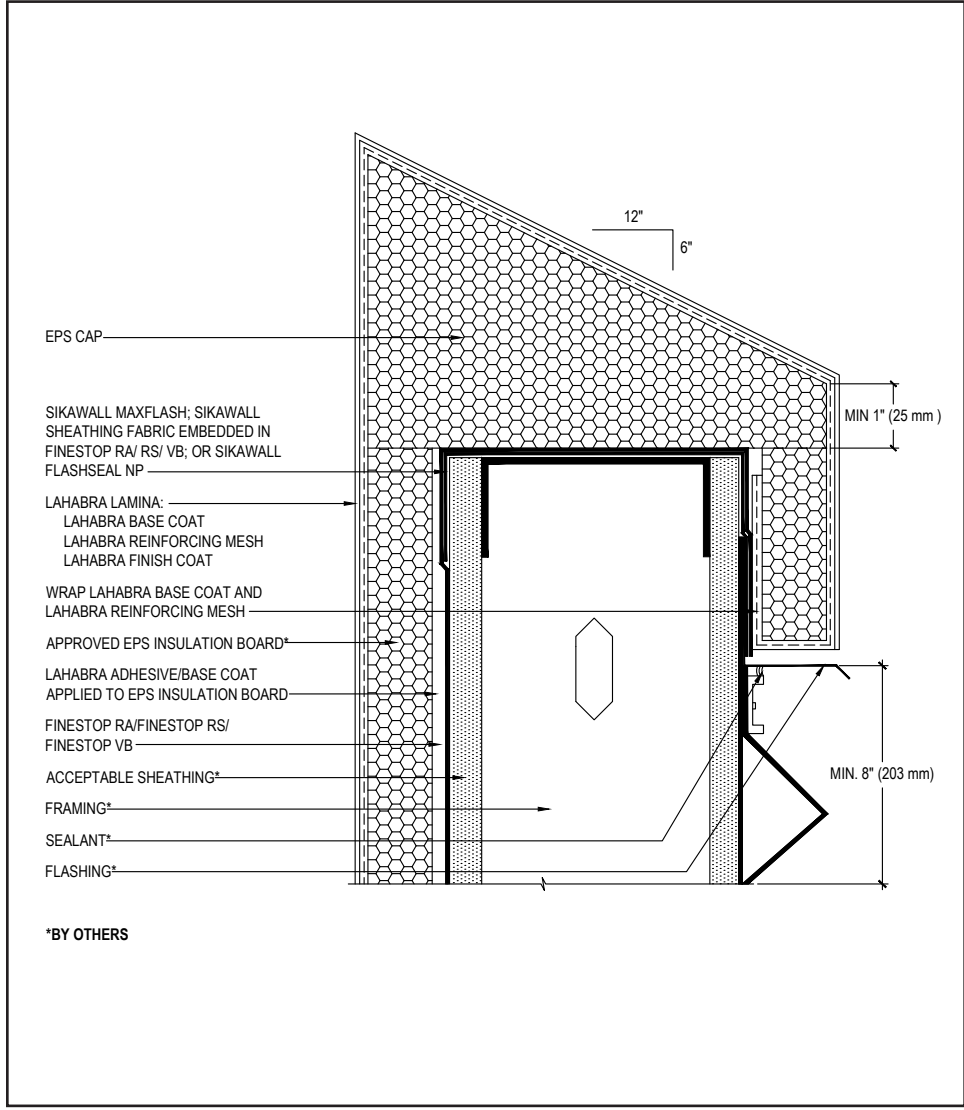 12"
6"
EPS CAP
MIN 1" (25 mm )
SIKAWALL MAXFLASH; SIKAWALL
SHEATHING FABRIC EMBEDDED IN
FINESTOP RA/ RS/ VB; OR SIKAWALL
FLASHSEAL NP
LAHABRA LAMINA:
LAHABRA BASE COAT
LAHABRA REINFORCING MESH
LAHABRA FINISH COAT
WRAP LAHABRA BASE COAT AND
LAHABRA REINFORCING MESH
APPROVED EPS INSULATION BOARD*
LAHABRA ADHESIVE/BASE COAT
APPLIED TO EPS INSULATION BOARD
FINESTOP RA/FINESTOP RS/
FINESTOP VB
ACCEPTABLE SHEATHING*
MIN. 8" (203 mm)
FRAMING*
SEALANT*
FLASHING*
*BY OTHERS